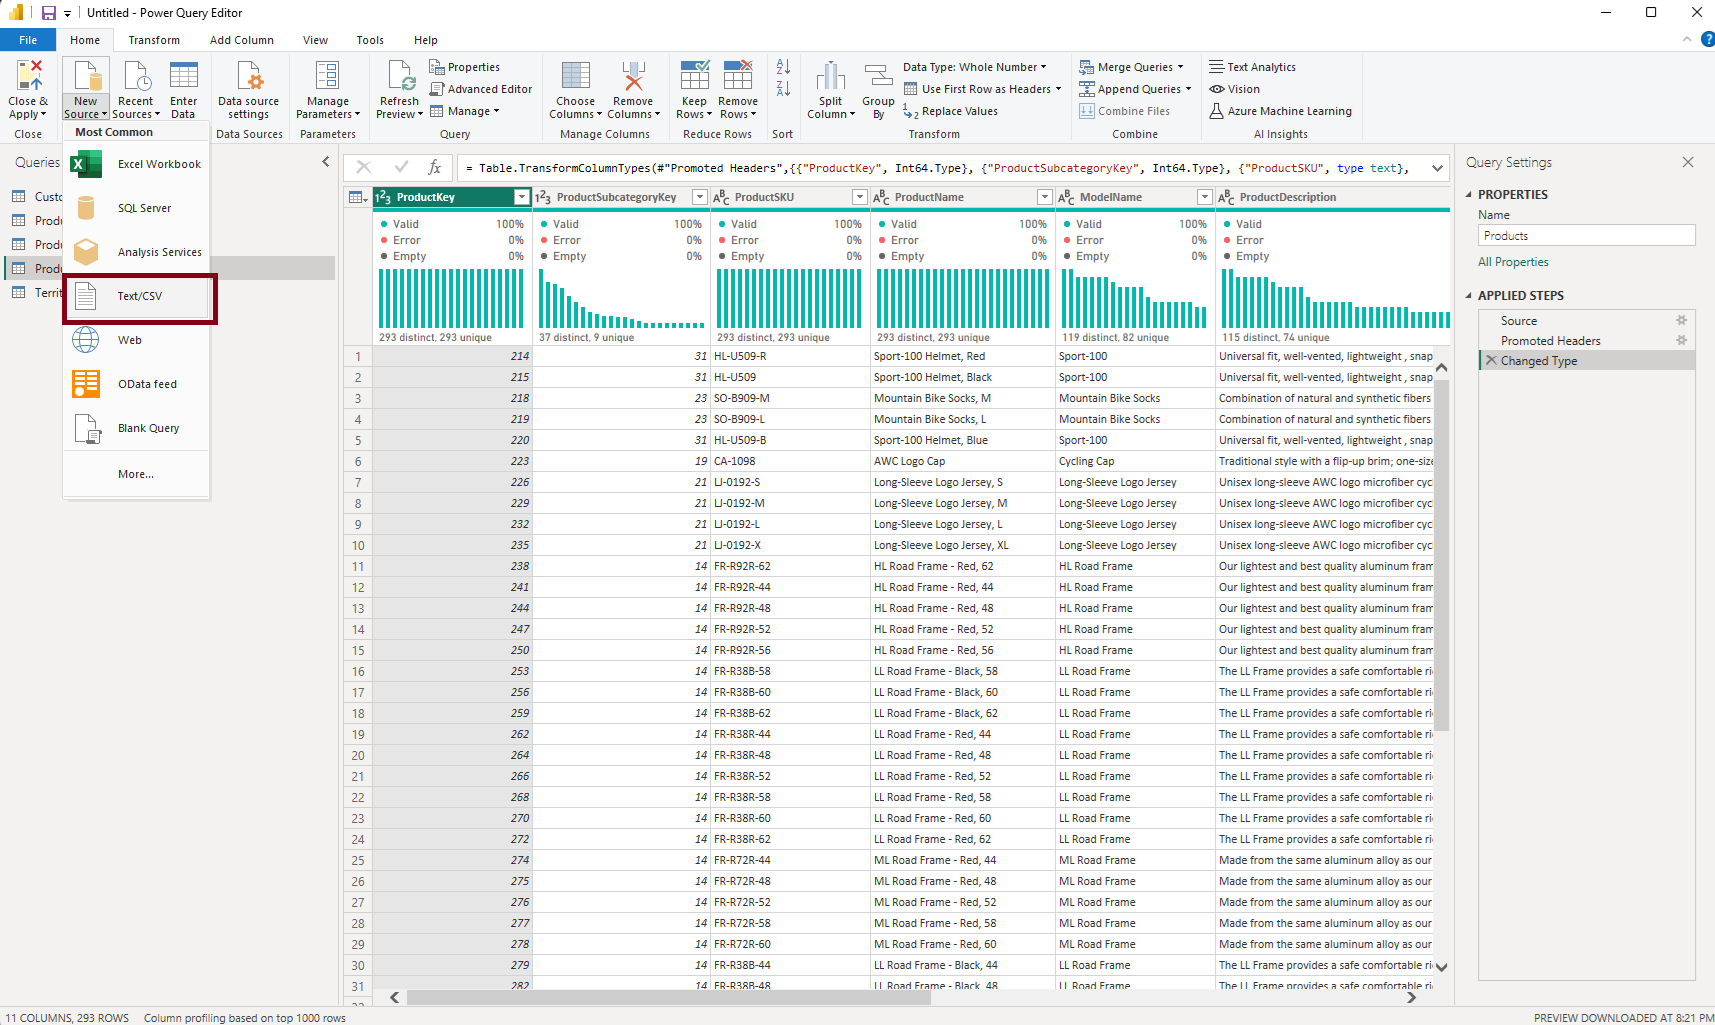 Untitled - Power Query Editor
File Home Transform Add Column View Tools Help
Close & Apply
New Source
Recent Sources
Enter Data
Data source settings
Manage Parameters
Refresh Preview
Properties
Advanced Editor
Manage
Choose Columns
Remove Columns
Keep Rows
Remove Rows
Split Column
Group By
Data Type: Whole Number
Use First Row as Headers
Replace Values
Merge Queries
Append Queries
Combine Files
Text Analytics
Vision
Azure Machine Learning
Close Data Sources Parameters Query Manage Columns Reduce Rows Sort Transform Combine AI Insights
Most Common
Excel Workbook
SQL Server
Analysis Services
Text/CSV
Web
OData feed
Blank Query
More...
Queries
Custo
Produ
Produ
Produ
Territ
= Table.TransformColumnTypes(#"Promoted Headers",{{"ProductKey", Int64.Type}, {"ProductSubcategoryKey", Int64.Type}, {"ProductSKU", type text},
ProductKey ProductSubcategoryKey ProductSKU ProductName ModelName ProductDescription
Valid 100% Valid 100% Valid 100% Valid 100% Valid 100% Valid
Error 0% Error 0% Error 0% Error 0% Error 0% Error
Empty 0% Empty 0% Empty 0% Empty 0% Empty 0% Empty
293 distinct, 293 unique 37 distinct, 9 unique 293 distinct, 293 unique 293 distinct, 293 unique 119 distinct, 82 unique 115 distinct, 74 unique
1 214 31 HL-U509-R Sport-100 Helmet, Red Sport-100 Universal fit, well-vented, lightweight , snap
2 215 31 HL-U509 Sport-100 Helmet, Black Sport-100 Universal fit, well-vented, lightweight , snap
3 218 23 SO-B909-M Mountain Bike Socks, M Mountain Bike Socks Combination of natural and synthetic fibers
4 219 23 SO-B909-L Mountain Bike Socks, L Mountain Bike Socks Combination of natural and synthetic fibers
5 220 31 HL-U509-B Sport-100 Helmet, Blue Sport-100 Universal fit, well-vented, lightweight , snap
6 223 19 CA-1098 AWC Logo Cap Cycling Cap Traditional style with a flip-up brim; one-size
7 226 21 LJ-0192-S Long-Sleeve Logo Jersey, S Long-Sleeve Logo Jersey Unisex long-sleeve AWC logo microfiber cycl
8 229 21 LJ-0192-M Long-Sleeve Logo Jersey, M Long-Sleeve Logo Jersey Unisex long-sleeve AWC logo microfiber cycl
9 232 21 LJ-0192-L Long-Sleeve Logo Jersey, L Long-Sleeve Logo Jersey Unisex long-sleeve AWC logo microfiber cycl
10 235 21 LJ-0192-X Long-Sleeve Logo Jersey, XL Long-Sleeve Logo Jersey Unisex long-sleeve AWC logo microfiber cycl
11 238 14 FR-R92R-62 HL Road Frame - Red, 62 HL Road Frame Our lightest and best quality aluminum fram
12 241 14 FR-R92R-44 HL Road Frame - Red, 44 HL Road Frame Our lightest and best quality aluminum fram
13 244 14 FR-R92R-48 HL Road Frame - Red, 48 HL Road Frame Our lightest and best quality aluminum fram
14 247 14 FR-R92R-52 HL Road Frame - Red, 52 HL Road Frame Our lightest and best quality aluminum fram
15 250 14 FR-R92R-56 HL Road Frame - Red, 56 HL Road Frame Our lightest and best quality aluminum fram
16 253 14 FR-R38B-58 LL Road Frame - Black, 58 LL Road Frame The LL Frame provides a safe comfortable ri
17 256 14 FR-R38B-60 LL Road Frame - Black, 60 LL Road Frame The LL Frame provides a safe comfortable ri
18 259 14 FR-R38B-62 LL Road Frame - Black, 62 LL Road Frame The LL Frame provides a safe comfortable ri
19 262 14 FR-R38R-44 LL Road Frame - Red, 44 LL Road Frame The LL Frame provides a safe comfortable ri
20 264 14 FR-R38R-48 LL Road Frame - Red, 48 LL Road Frame The LL Frame provides a safe comfortable ri
21 266 14 FR-R38R-52 LL Road Frame - Red, 52 LL Road Frame The LL Frame provides a safe comfortable ri
22 268 14 FR-R38R-58 LL Road Frame - Red, 58 LL Road Frame The LL Frame provides a safe comfortable ri
23 270 14 FR-R38R-60 LL Road Frame - Red, 60 LL Road Frame The LL Frame provides a safe comfortable ri
24 272 14 FR-R38R-62 LL Road Frame - Red, 62 LL Road Frame The LL Frame provides a safe comfortable ri
25 274 14 FR-R72R-44 ML Road Frame - Red, 44 ML Road Frame Made from the same aluminum alloy as our
26 275 14 FR-R72R-48 ML Road Frame - Red, 48 ML Road Frame Made from the same aluminum alloy as our
27 276 14 FR-R72R-52 ML Road Frame - Red, 52 ML Road Frame Made from the same aluminum alloy as our
28 277 14 FR-R72R-58 ML Road Frame - Red, 58 ML Road Frame Made from the same aluminum alloy as our
29 278 14 FR-R72R-60 ML Road Frame - Red, 60 ML Road Frame Made from the same aluminum alloy as our
30 279 14 FR-R38B-44 LL Road Frame - Black, 44 LL Road Frame The LL Frame provides a safe comfortable ri
31 282 14 FR-R38B-48 LL Road Frame - Black, 48 LL Road Frame The LL Frame provides a safe comfortable ri
Query Settings
PROPERTIES
Name
Products
All Properties
APPLIED STEPS
Source
Promoted Headers
Changed Type
11 COLUMNS, 293 ROWS Column profiling based on top 1000 rows
PREVIEW DOWNLOADED AT 8:21 PM